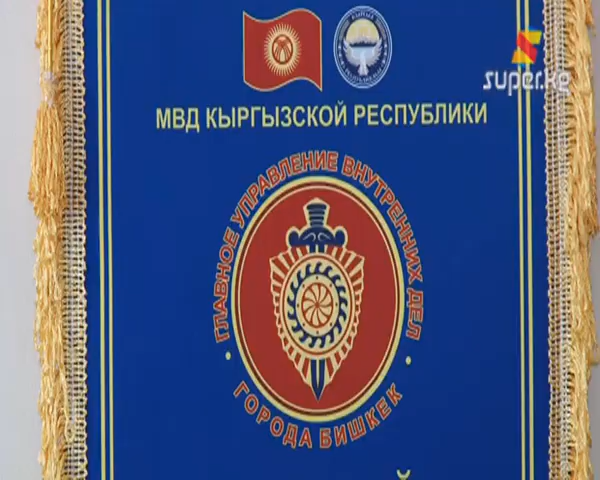 super.kg
МВД КЫРГЫЗСКОЙ РЕСПУБЛИКИ
ГЛАВНОЕ УПРАВЛЕНИЕ ВНУТРЕННИХ ДЕЛ
ГОРОДА БИШКЕК